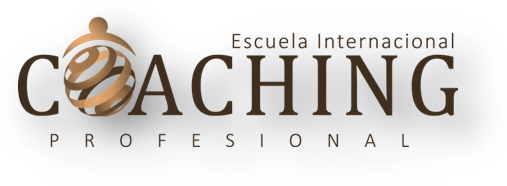 Escuela Internacional
COACHING
PROFESIONAL